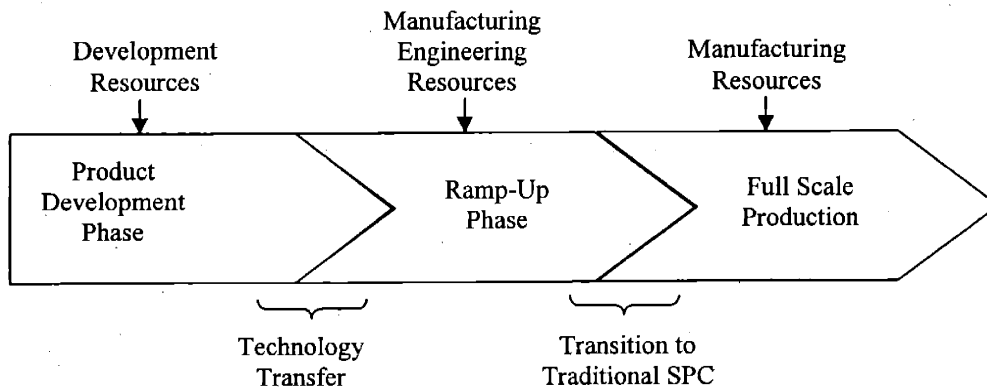 Development
Resources
Manufacturing
Engineering
Resources
Manufacturing
Resources
Product
Development
Phase
Ramp-Up
Phase
Full Scale
Production
Technology
Transfer
Transition to
Traditional SPC